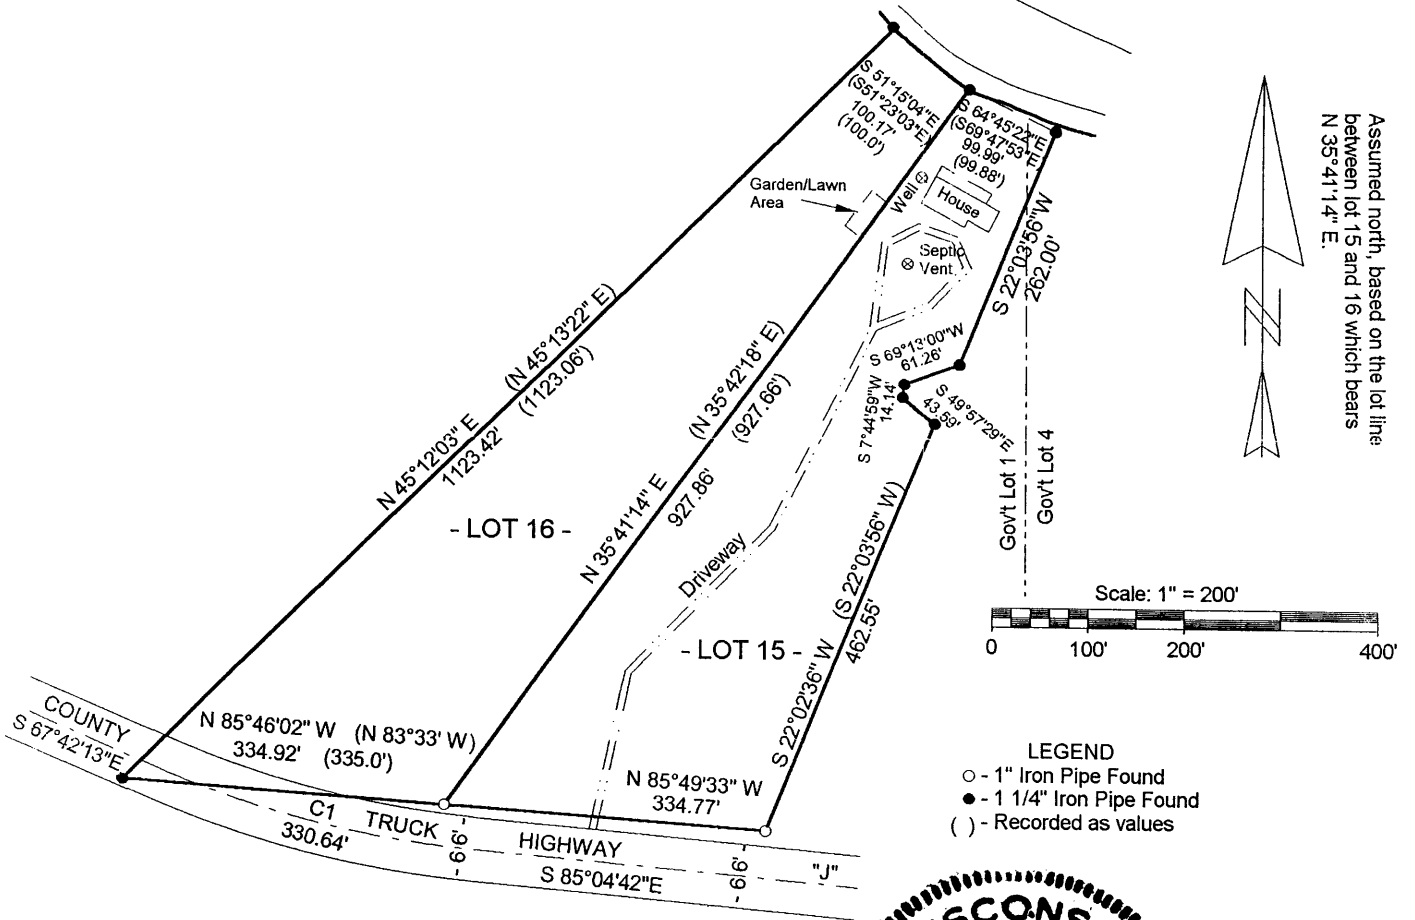 S 51°15'04"E
(S51°23'03"E)
100.17'
(100.0')
S 64°45'22"E
(S69°47'53"E
99.99'
(99.88')
Assumed north, based on the lot line
between lot 15 and 16 which bears
N 35°41'14" E.
N
Garden/Lawn
Area
Well
House
Septic
Vent
S 22°03'56"W
262.00'
(N 45°13'22" E)
(1123.06')
N 45°12'03" E
1123.42'
(N 35°42'18" E)
(927.66')
N 35°41'14" E
927.86'
S 69°13'00"W
61.26'
S 7°44'59"W
14.14'
S 49°57'29"E
43.59'
Gov't Lot 1
Gov't Lot 4
- LOT 16 -
Driveway
- LOT 15 -
(S 22°03'56" W)
S 22°02'36" W
462.55'
Scale: 1" = 200'
0 100' 200' 400'
COUNTY
S 67°42'13"E
N 85°46'02" W (N 83°33' W)
334.92' (335.0')
N 85°49'33" W
334.77'
C1
330.64'
TRUCK
HIGHWAY
"J"
S 85°04'42"E
LEGEND
- 1" Iron Pipe Found
- 1 1/4" Iron Pipe Found
( ) - Recorded as values